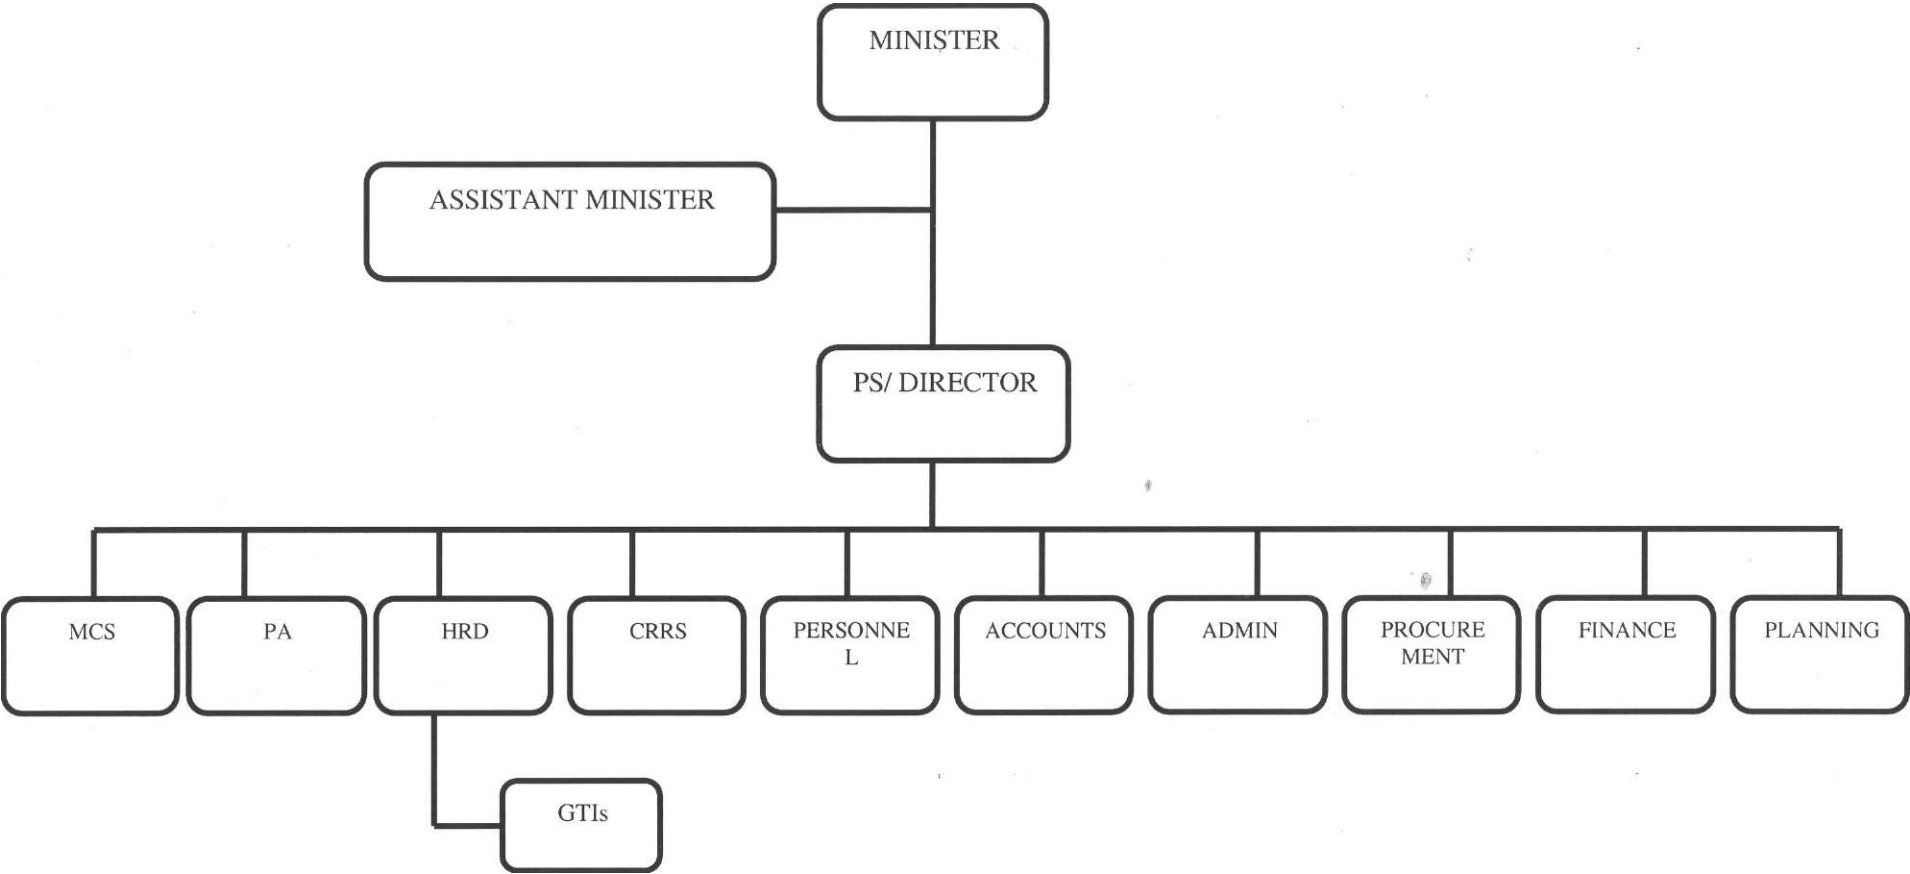 MINISTER
ASSISTANT MINISTER
PS/ DIRECTOR
MCS
PA
HRD
CRRS
PERSONNE
L
ACCOUNTS
ADMIN
PROCURE
MENT
FINANCE
PLANNING
GTIs